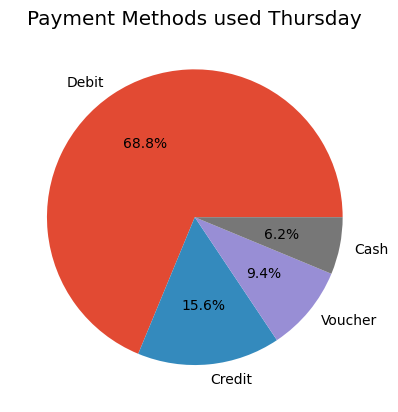 Payment Methods used Thursday
Debit
68.8%
6.2%
Cash
9.4%
15.6%
Voucher
Credit